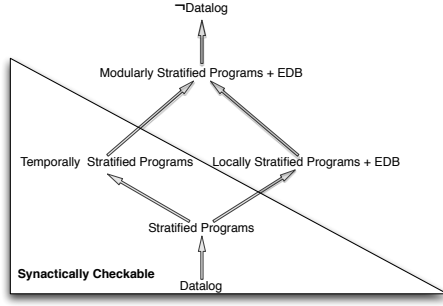 ¬Datalog
Modularly Stratified Programs + EDB
Temporally Stratified Programs
Locally Stratified Programs + EDB
Stratified Programs
Synactically Checkable
Datalog